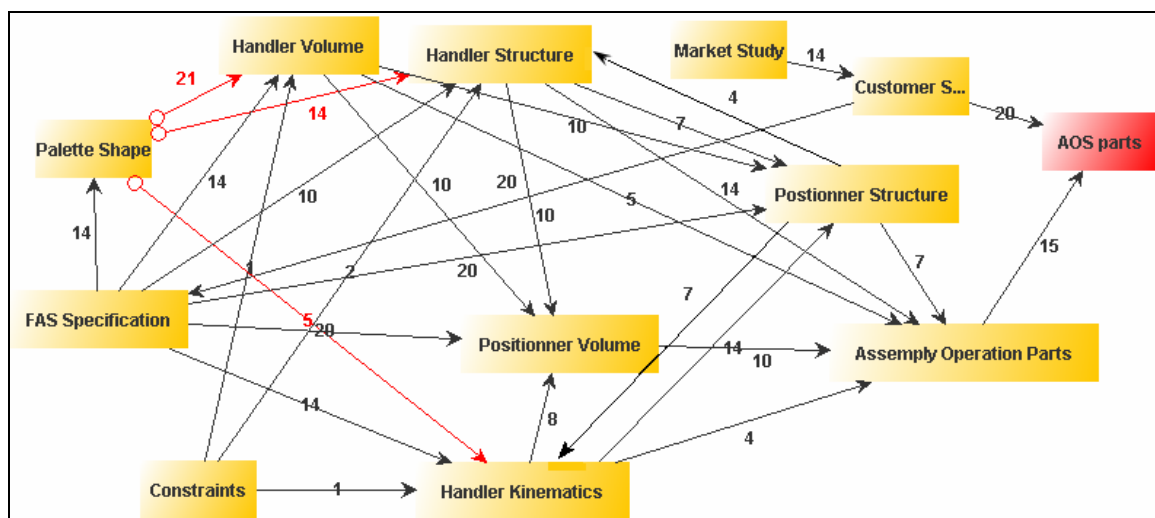 Handler Volume
Handler Structure
Market Study
14
Customer S...
21
14
4
20
10
7
Palette Shape
AOS parts
14
10
20
10
14
Postionner Structure
10
5
14
1
2
20
7
15
7
FAS Specification
5
20
Positionner Volume
14
10
Assemply Operation Parts
14
8
4
Constraints
1
Handler Kinematics